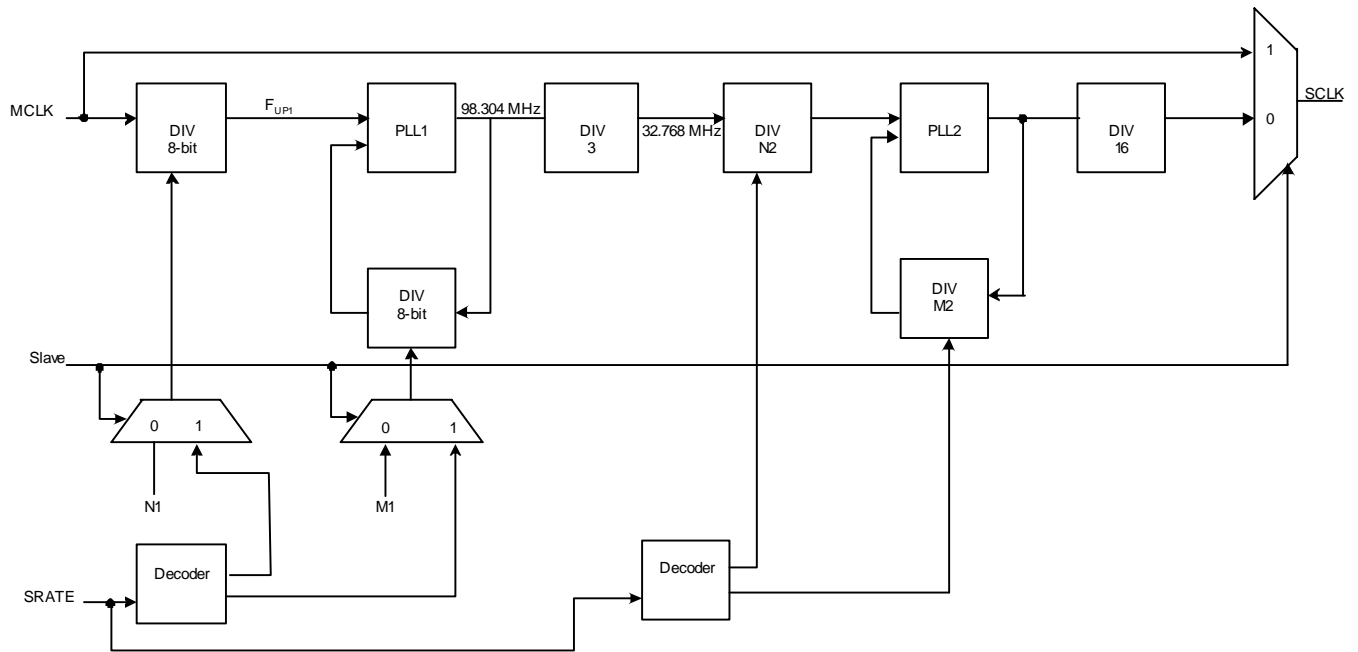 1
MCLK
DIV
8-bit
FUP1
PLL1
98.304 MHz
DIV
3
32.768 MHz
DIV
N2
PLL2
DIV
16
0
SCLK
DIV
8-bit
DIV
M2
Slave
0 1
0 1
N1
M1
Decoder
Decoder
SRATE